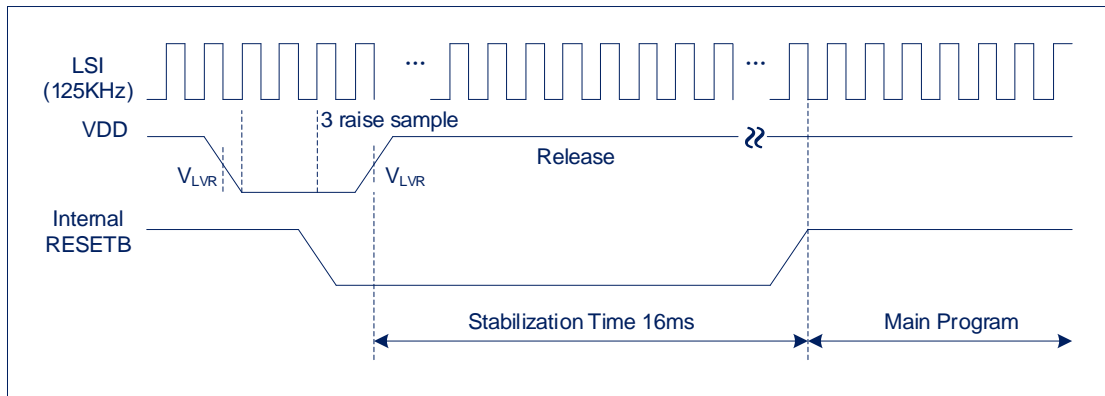 LSI
(125KHz)
...
...
3 raise sample
VDD
Release
VLVR
VLVR
Internal
RESETB
Stabilization Time 16ms
Main Program